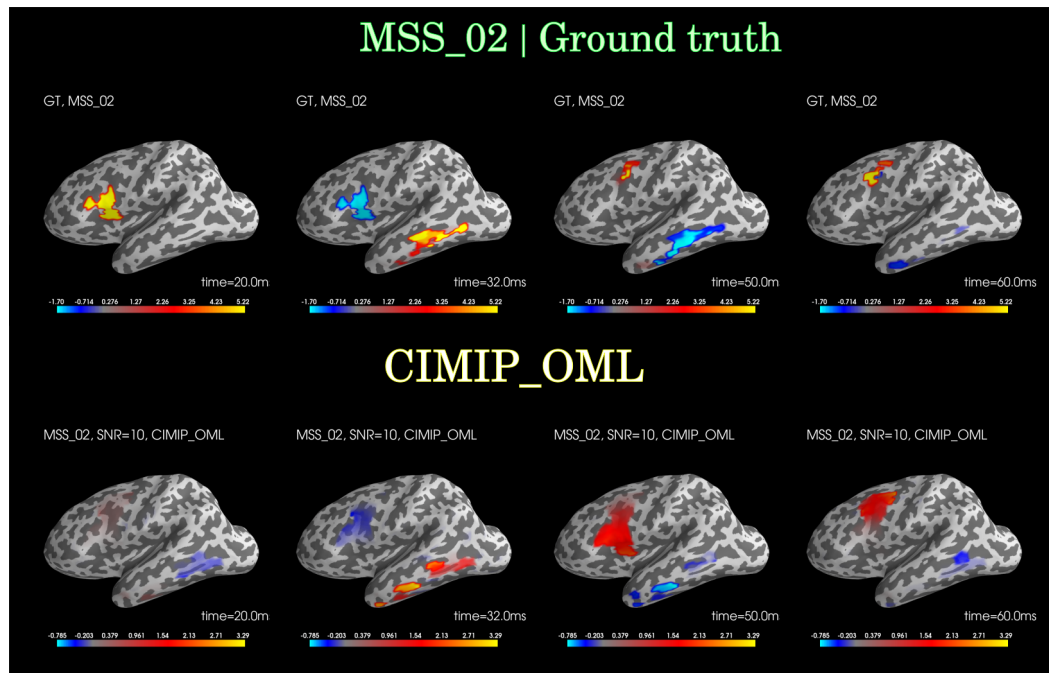 MSS_02 | Ground truth
GT, MSS_02 GT, MSS_02 GT, MSS_02 GT, MSS_02
time=20.0m time=32.0ms time=50.0m time=60.0ms
-1.70 -0.714 0.276 1.27 2.26 3.25 4.23 5.22 -1.70 -0.714 0.276 1.27 2.26 3.25 4.23 5.22 -1.70 -0.714 0.276 1.27 2.26 3.25 4.23 5.22 -1.70 -0.714 0.276 1.27 2.26 3.25 4.23 5.22
CIMIP_OML
MSS_02, SNR=10, CIMIP_OML MSS_02, SNR=10, CIMIP_OML MSS_02, SNR=10, CIMIP_OML MSS_02, SNR=10, CIMIP_OML
time=20.0m time=32.0ms time=50.0m time=60.0ms
-0.785 -0.203 0.379 0.961 1.54 2.13 2.71 3.29 -0.785 -0.203 0.379 0.961 1.54 2.13 2.71 3.29 -0.785 -0.203 0.379 0.961 1.54 2.13 2.71 3.29 -0.785 -0.203 0.379 0.961 1.54 2.13 2.71 3.29